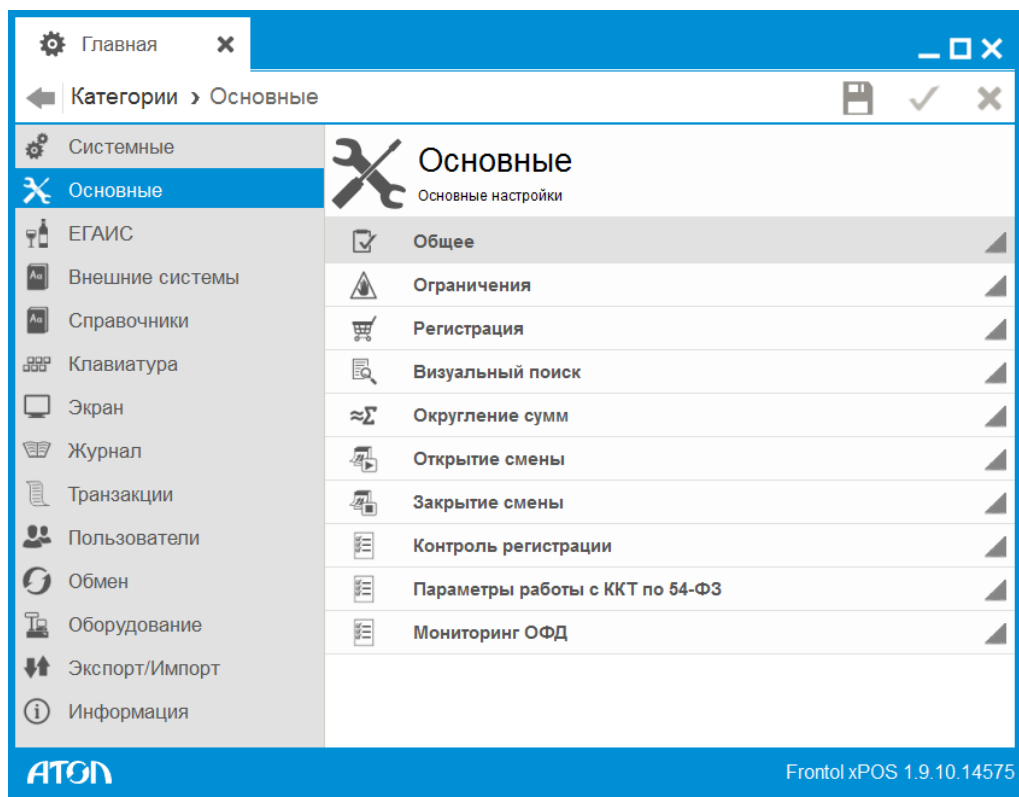 Главная
Категории › Основные
Системные
Основные
ЕГАИС
Внешние системы
Справочники
Клавиатура
Экран
Журнал
Транзакции
Пользователи
Обмен
Оборудование
Экспорт/Импорт
Информация
Основные
Основные настройки
Общее
Ограничения
Регистрация
Визуальный поиск
≈Σ Округление сумм
Открытие смены
Закрытие смены
Контроль регистрации
Параметры работы с ККТ по 54-ФЗ
Мониторинг ОФД
АТОЛ
Frontol xPOS 1.9.10.14575